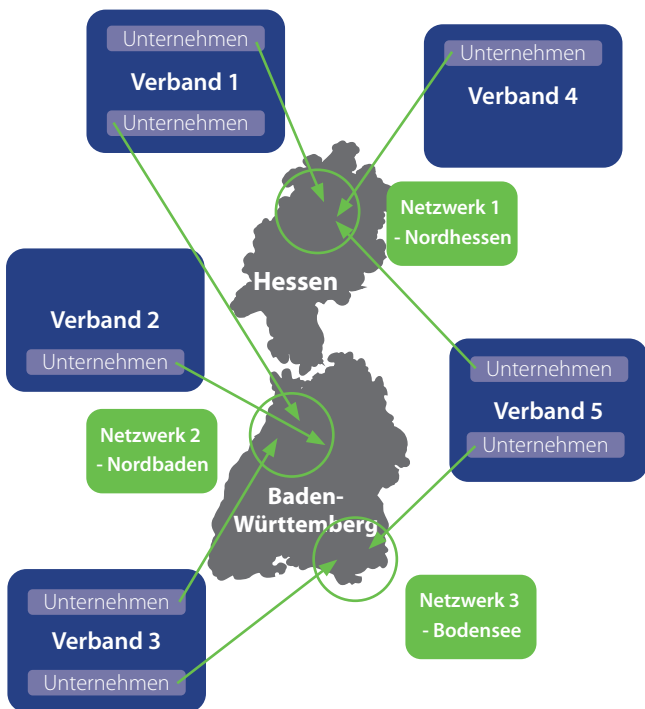 Unternehmen
Verband 1
Unternehmen
Unternehmen
Verband 4
Netzwerk 1
- Nordhessen
Hessen
Verband 2
Unternehmen
Unternehmen
Verband 5
Unternehmen
Netzwerk 2
- Nordbaden
Baden-
Württemberg
Unternehmen
Verband 3
Unternehmen
Netzwerk 3
- Bodensee